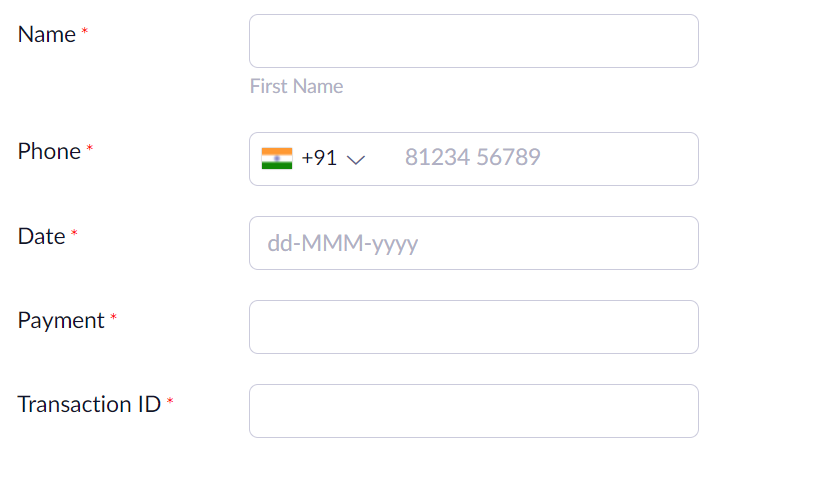 Name *
First Name
Phone * +91 81234 56789
Date * dd-MMM-yyyy
Payment *
Transaction ID *